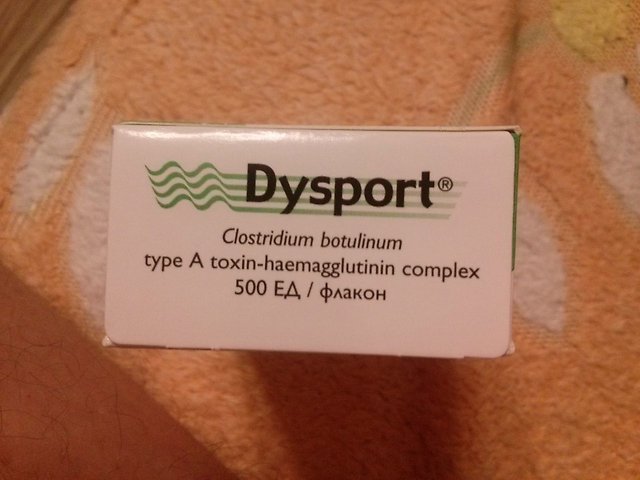 Dysport®
Clostridium botulinum
type A toxin-haemagglutinin complex
500 ЕД / флакон